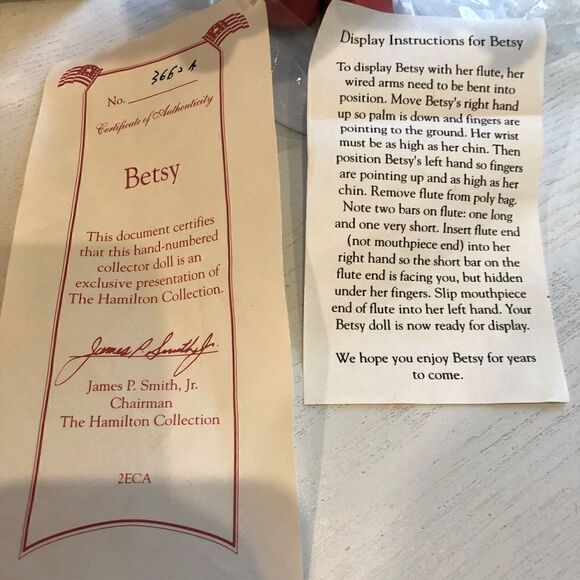 No. 3663A
Certificate of Authenticity
Betsy
This document certifies
that this hand-numbered
collector doll is an
exclusive presentation of
The Hamilton Collection.
James P. Smith, Jr.
James P. Smith, Jr.
Chairman
The Hamilton Collection
2ECA
Display Instructions for Betsy
To display Betsy with her flute, her
wired arms need to be bent into
position. Move Betsy's right hand
up so palm is down and fingers are
pointing to the ground. Her wrist
must be as high as her chin. Then
position Betsy's left hand so fingers
are pointing up and as high as her
chin. Remove flute from poly bag.
Note two bars on flute: one long
and one very short. Insert flute end
(not mouthpiece end) into her
right hand so the short bar on the
flute end is facing you, but hidden
under her fingers. Slip mouthpiece
end of flute into her left hand. Your
Betsy doll is now ready for display.
We hope you enjoy Betsy for years
to come.